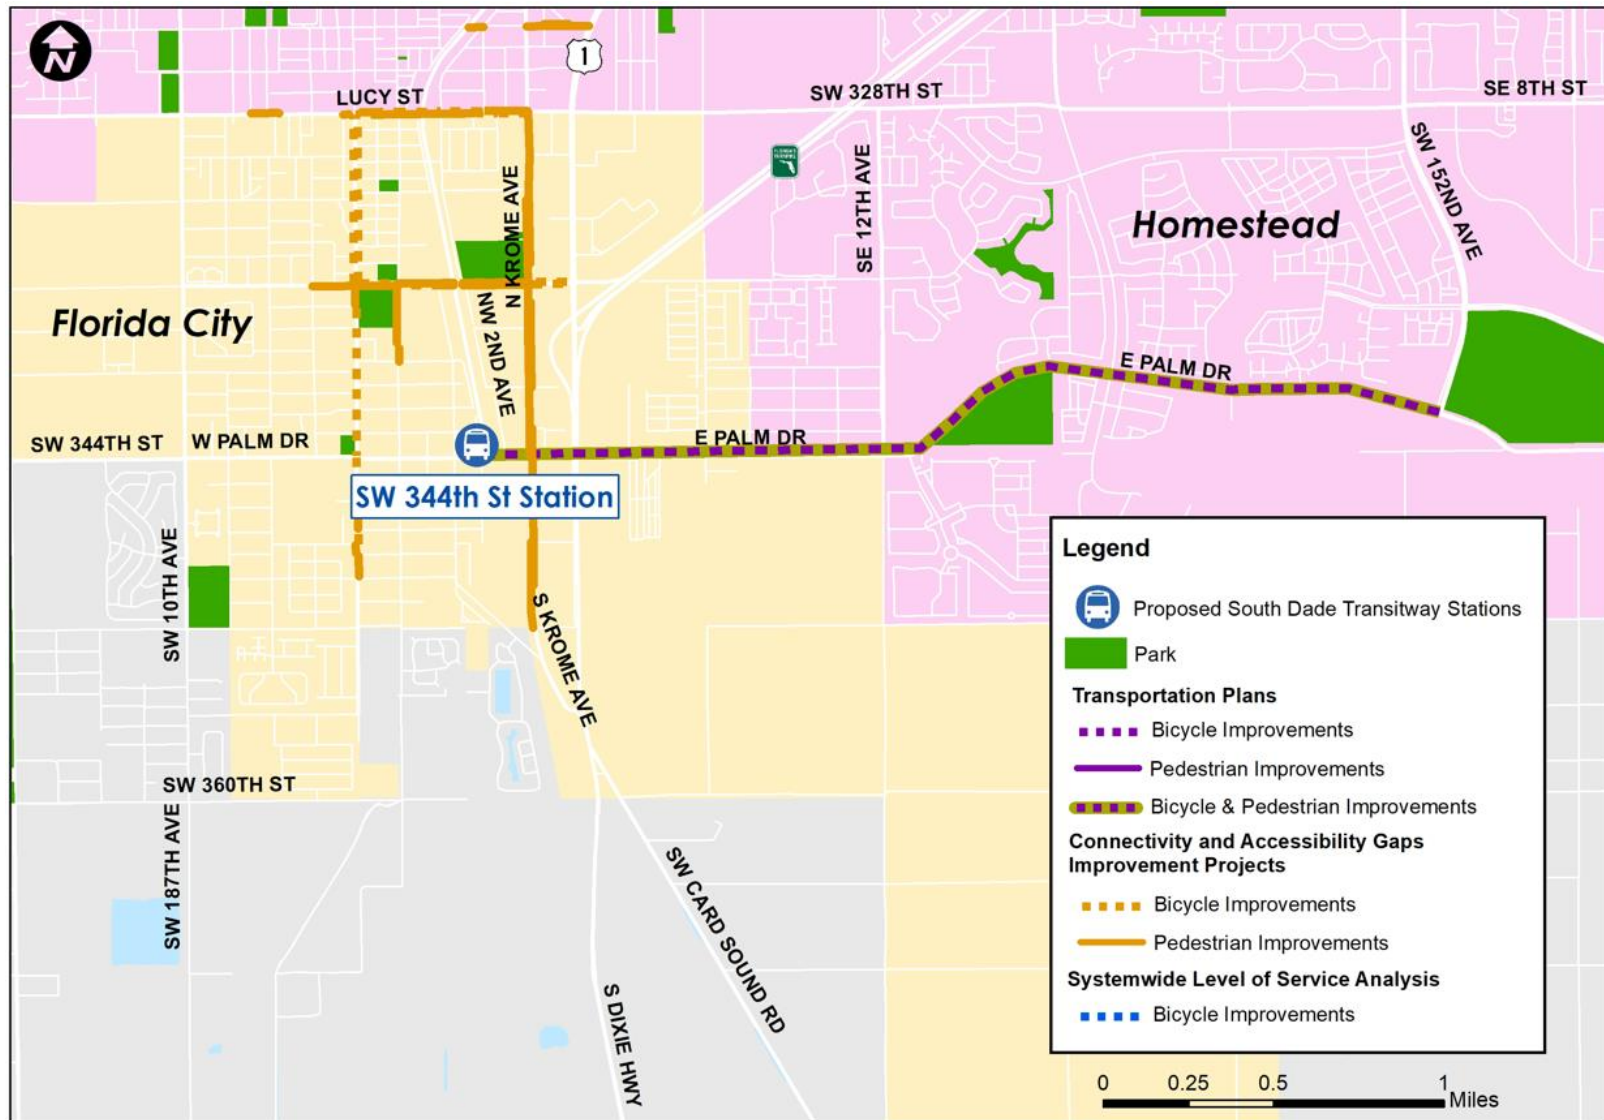 N
1
LUCY ST
SW 328TH ST
SE 8TH ST
FLORIDA'S
TURNPIKE
SW 152ND AVE
N KROME AVE
SE 12TH AVE
Homestead
Florida City
NW 2ND AVE
E PALM DR
SW 344TH ST
W PALM DR
E PALM DR
SW 344th St Station
SW 10TH AVE
S KROME AVE
SW 360TH ST
SW 187TH AVE
SW CARD SOUND RD
S DIXIE HWY
Legend
Proposed South Dade Transitway Stations
Park
Transportation Plans
Bicycle Improvements
Pedestrian Improvements
Bicycle & Pedestrian Improvements
Connectivity and Accessibility Gaps
Improvement Projects
Bicycle Improvements
Pedestrian Improvements
Systemwide Level of Service Analysis
Bicycle Improvements
0 0.25 0.5 1
Miles